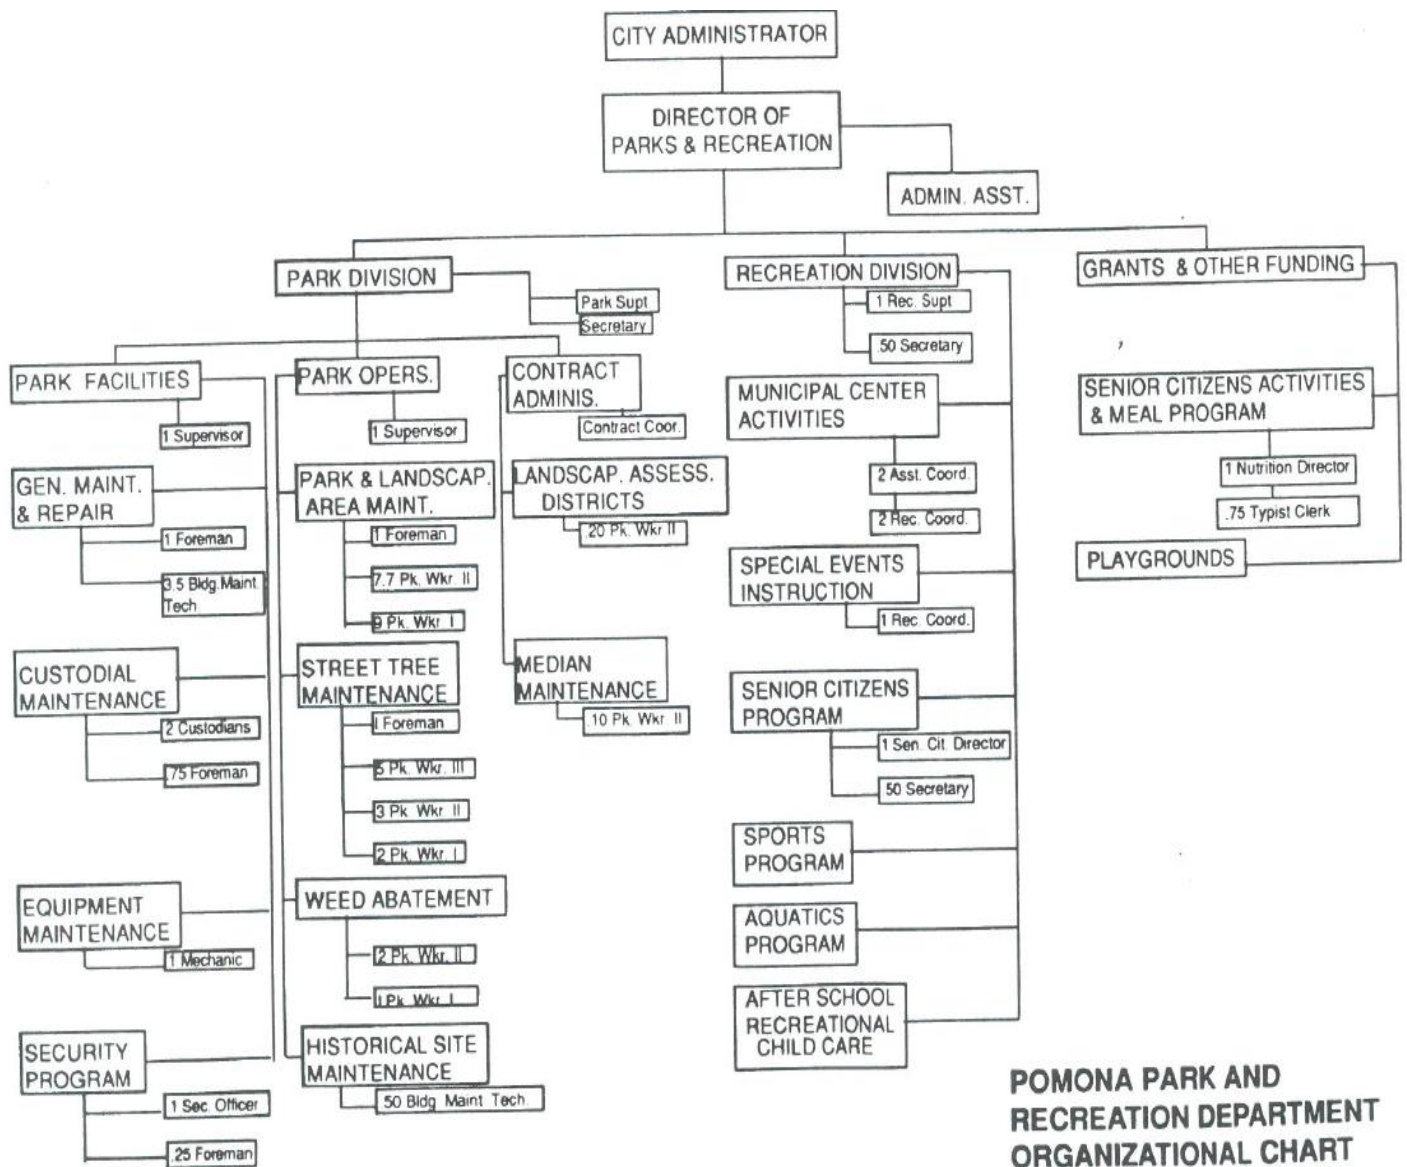 CITY ADMINISTRATOR
DIRECTOR OF
PARKS & RECREATION
ADMIN. ASST.
PARK DIVISION
Park Supt
Secretary
PARK FACILITIES
1 Supervisor
GEN. MAINT.
& REPAIR
1 Foreman
3.5 Bldg.Maint.
Tech
CUSTODIAL
MAINTENANCE
2 Custodians
.75 Foreman
EQUIPMENT
MAINTENANCE
1 Mechanic
SECURITY
PROGRAM
1 Sec. Officer
.25 Foreman
PARK OPERS.
1 Supervisor
PARK & LANDSCAP.
AREA MAINT.
1 Foreman
7.7 Pk. Wkr. II
9 Pk. Wkr. I
STREET TREE
MAINTENANCE
1 Foreman
5 Pk. Wkr. III
3 Pk. Wkr. II
2 Pk. Wkr. I
WEED ABATEMENT
2 Pk. Wkr. II
1 Pk. Wkr. I
HISTORICAL SITE
MAINTENANCE
.50 Bldg Maint Tech.
CONTRACT
ADMINIS.
Contract Coor.
LANDSCAP. ASSESS.
DISTRICTS
.20 Pk. Wkr II
MEDIAN
MAINTENANCE
.10 Pk. Wkr. II
RECREATION DIVISION
1 Rec. Supt
.50 Secretary
MUNICIPAL CENTER
ACTIVITIES
2 Asst. Coord.
2 Rec. Coord.
SPECIAL EVENTS
INSTRUCTION
1 Rec. Coord.
SENIOR CITIZENS
PROGRAM
1 Sen. Cit. Director
.50 Secretary
SPORTS
PROGRAM
AQUATICS
PROGRAM
AFTER SCHOOL
RECREATIONAL
CHILD CARE
GRANTS & OTHER FUNDING
SENIOR CITIZENS ACTIVITIES
& MEAL PROGRAM
1 Nutrition Director
.75 Typist Clerk
PLAYGROUNDS
POMONA PARK AND
RECREATION DEPARTMENT
ORGANIZATIONAL CHART